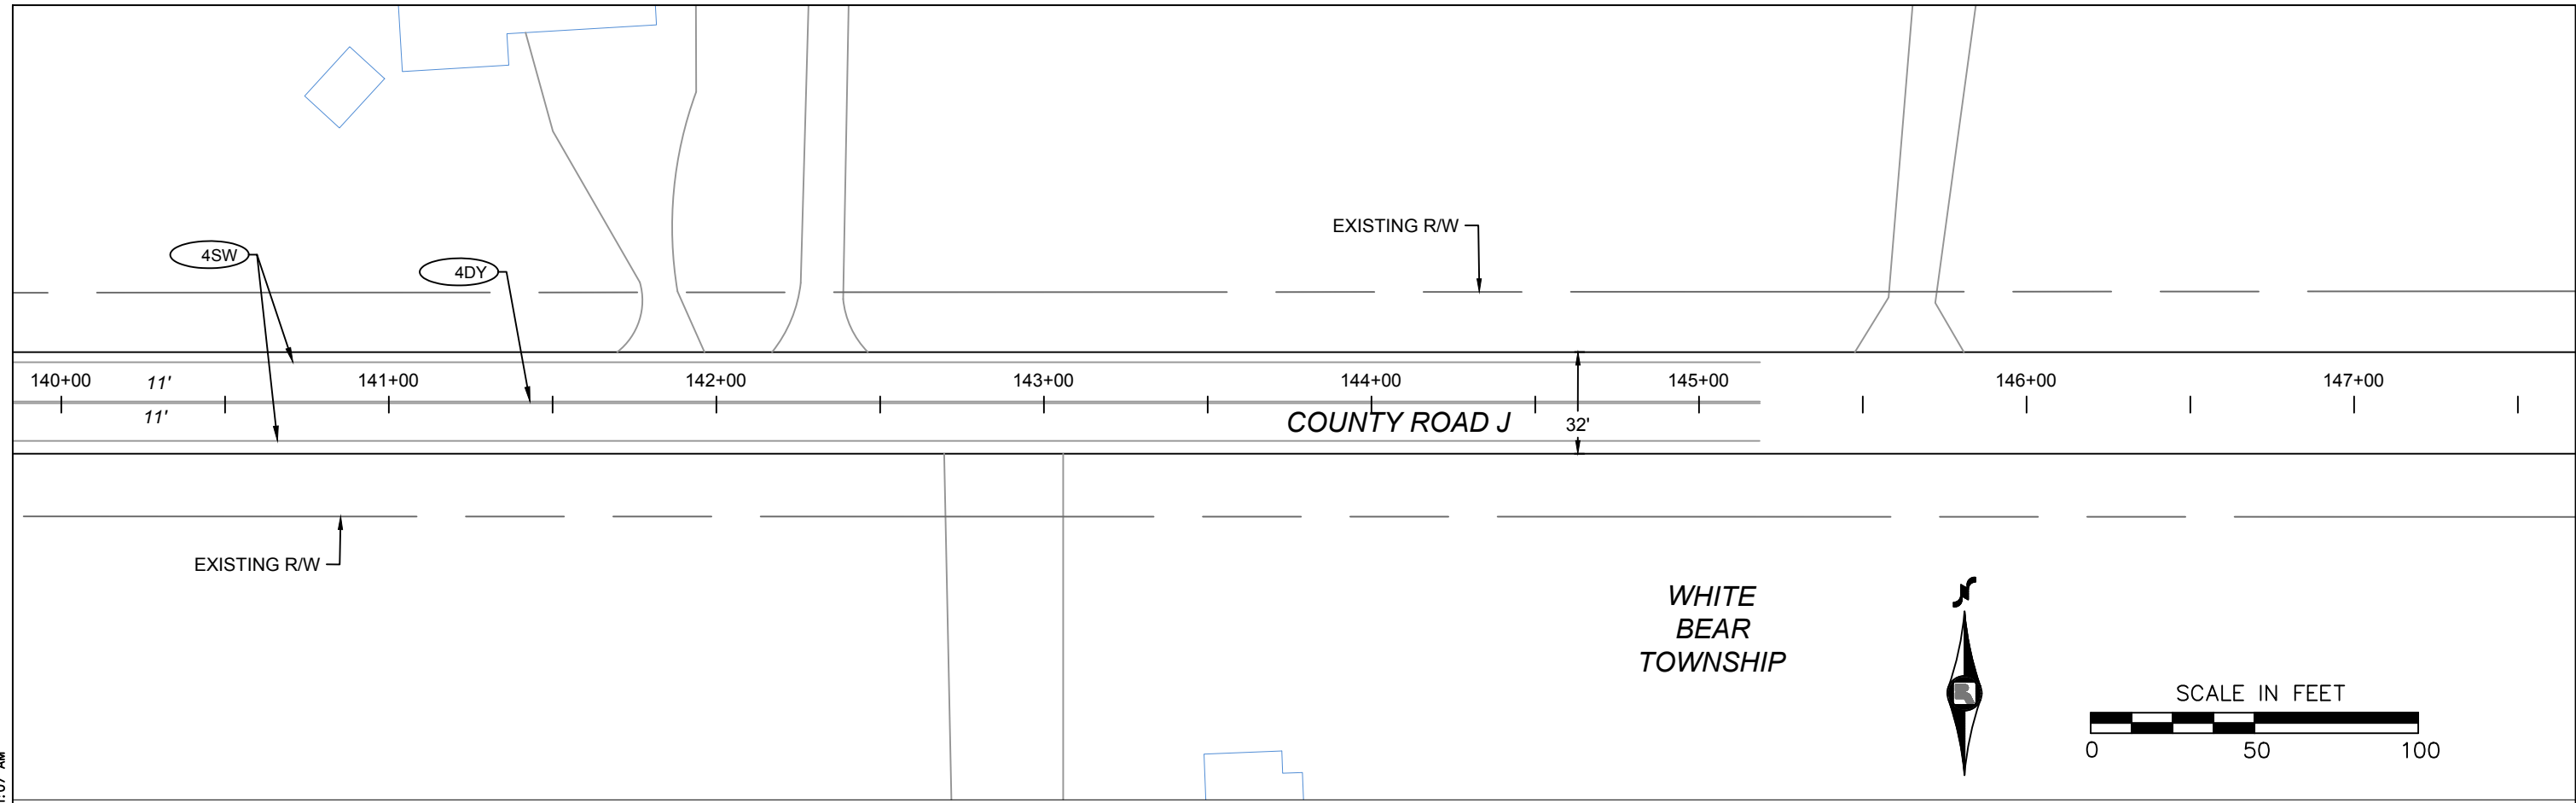 EXISTING R/W
4SW
4DY
140+00 11' 141+00 142+00 143+00 144+00 145+00 146+00 147+00
11'
COUNTY ROAD J
32'
EXISTING R/W
WHITE
BEAR
TOWNSHIP
N
SCALE IN FEET
0 50 100